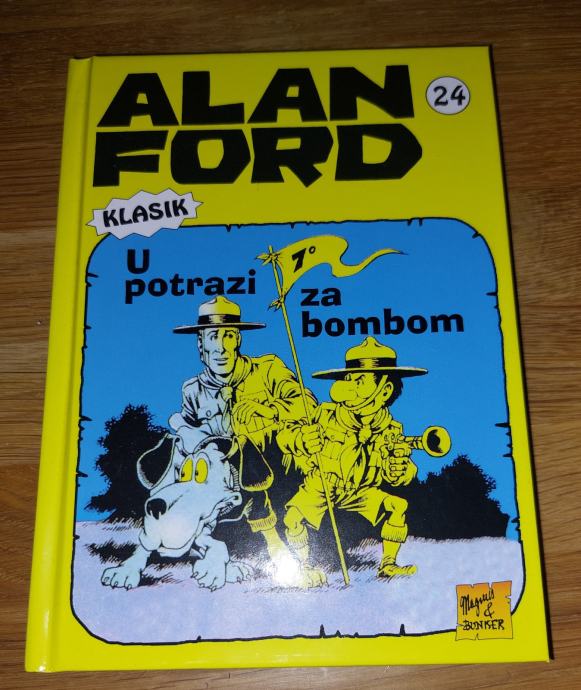 ALAN
FORD
24
KLASIK
U
potrazi
za
bombom
7°
Magnus
&
BUNKER